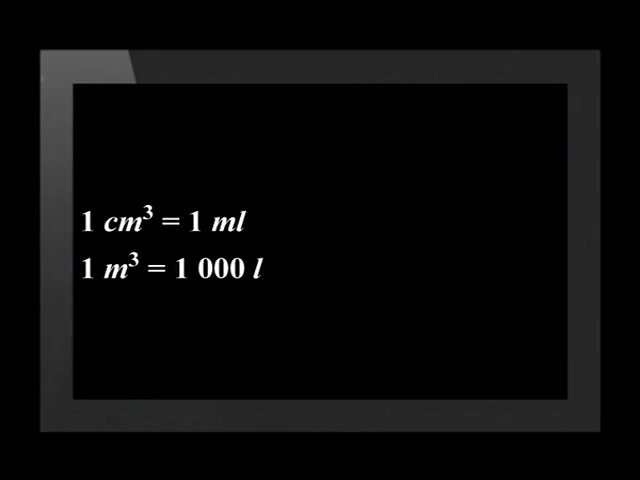 1 cm³ = 1 ml
1 m³ = 1 000 l